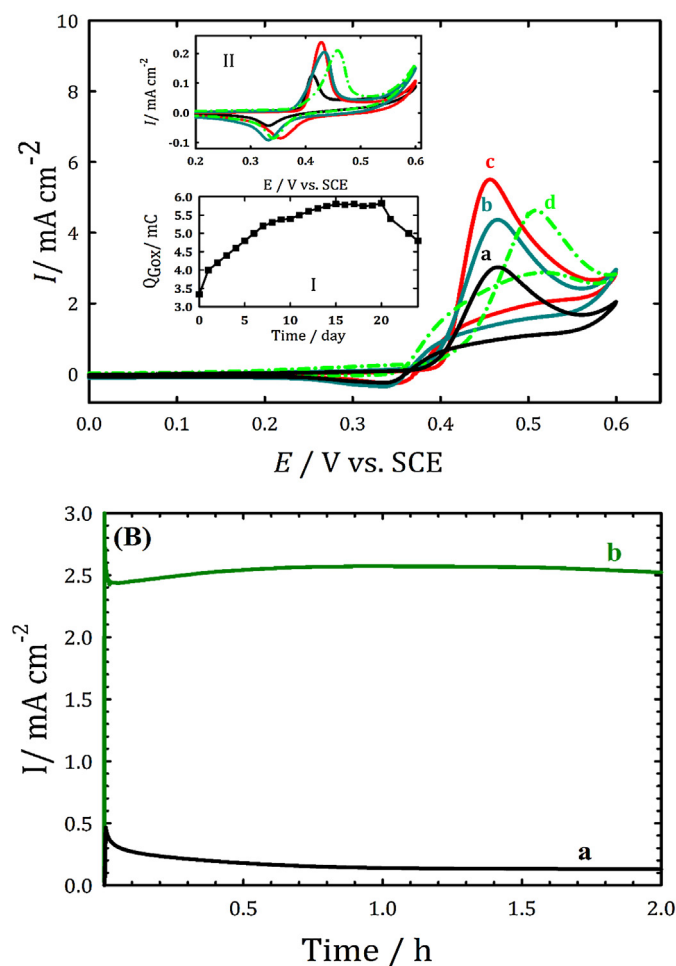 10
8
6
4
2
0
I/ mA cm-2
0.0 0.1 0.2 0.3 0.4 0.5 0.6
E / V vs. SCE
a
b
c
d
II
0.2
0.1
0.0
-0.1
I/ mA cm-2
0.2 0.3 0.4 0.5 0.6
E / V vs. SCE
6.0
5.5
5.0
4.5
4.0
3.5
3.0
QGox/ mC
I
0 5 10 15 20
Time / day
(B)
3.0
2.5
2.0
1.5
1.0
0.5
0.0
I/ mA cm-2
b
a
0.5 1.0 1.5 2.0
Time / h